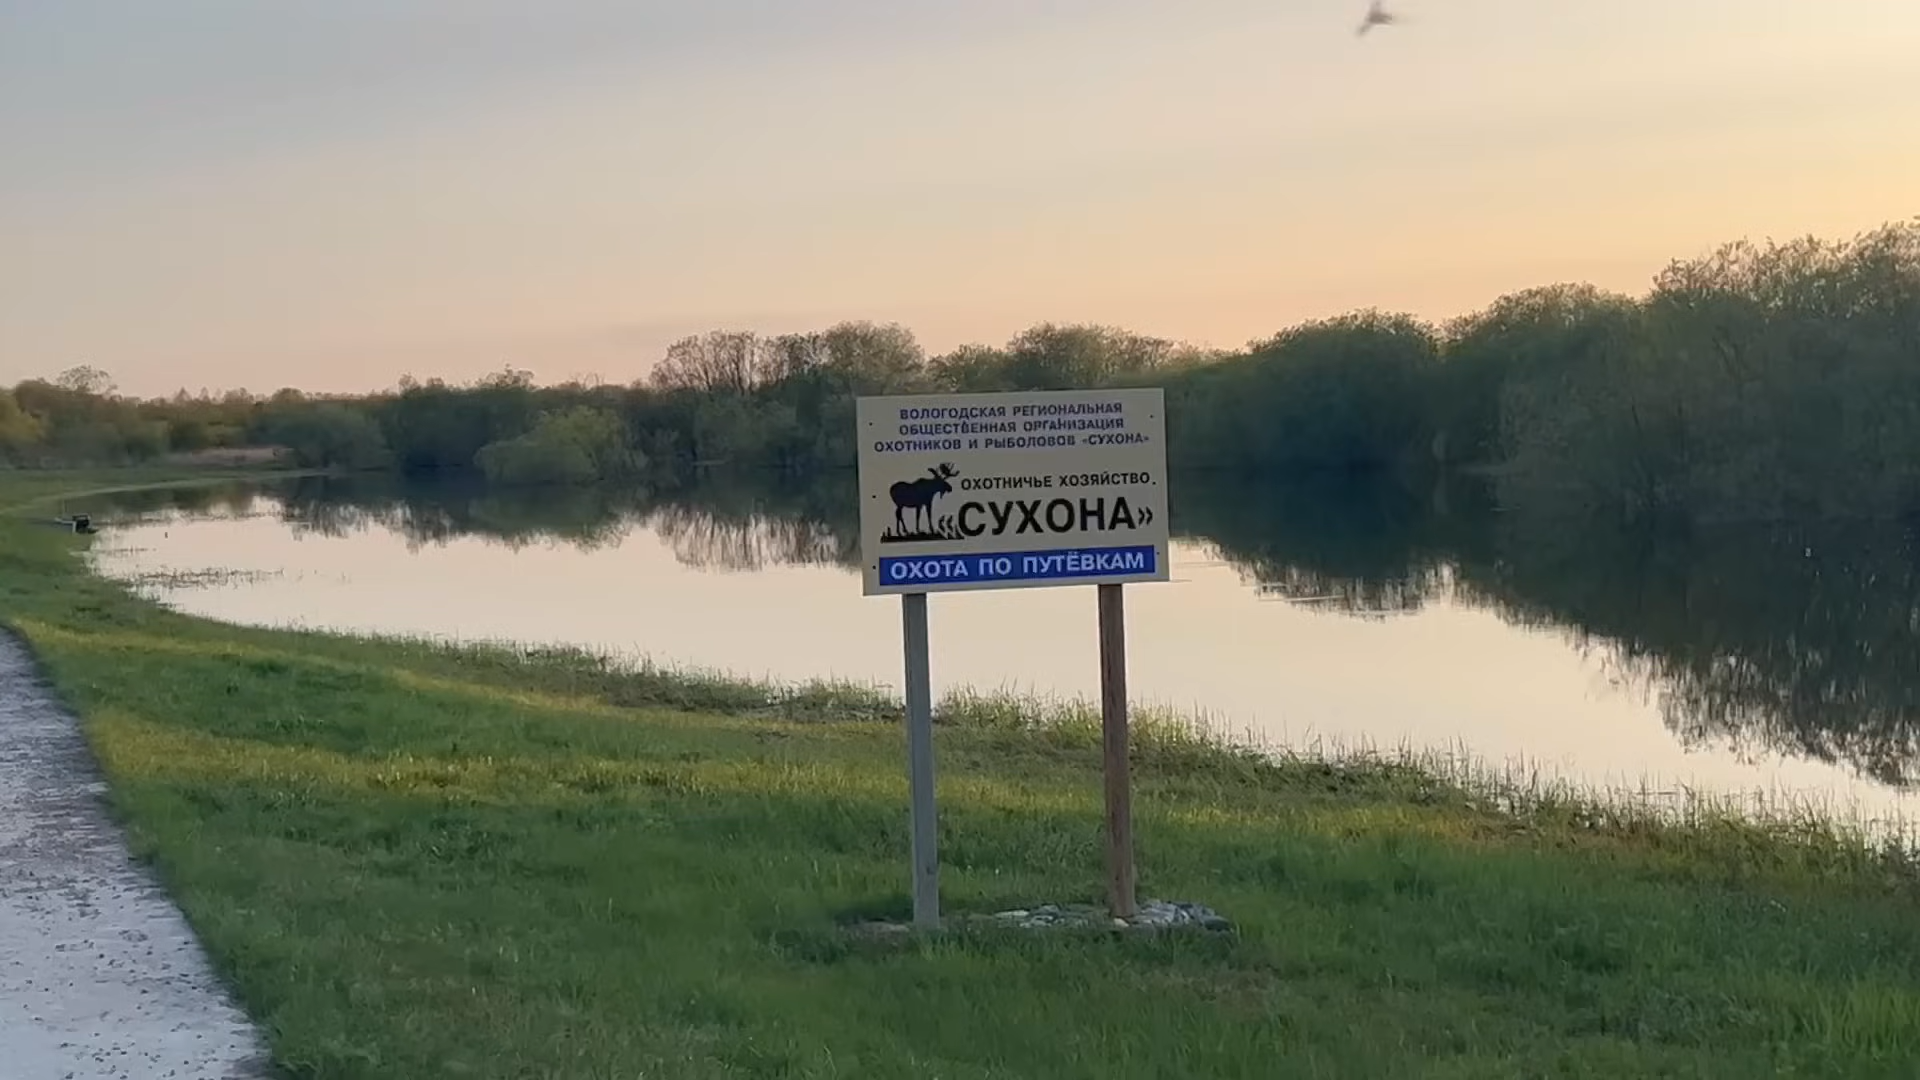 ВОЛОГОДСКАЯ РЕГИОНАЛЬНАЯ
ОБЩЕСТВЕННАЯ ОРГАНИЗАЦИЯ
ОХОТНИКОВ И РЫБОЛОВОВ «СУХОНА»
ОХОТНИЧЬЕ ХОЗЯЙСТВО
«СУХОНА»
ОХОТА ПО ПУТЁВКАМ